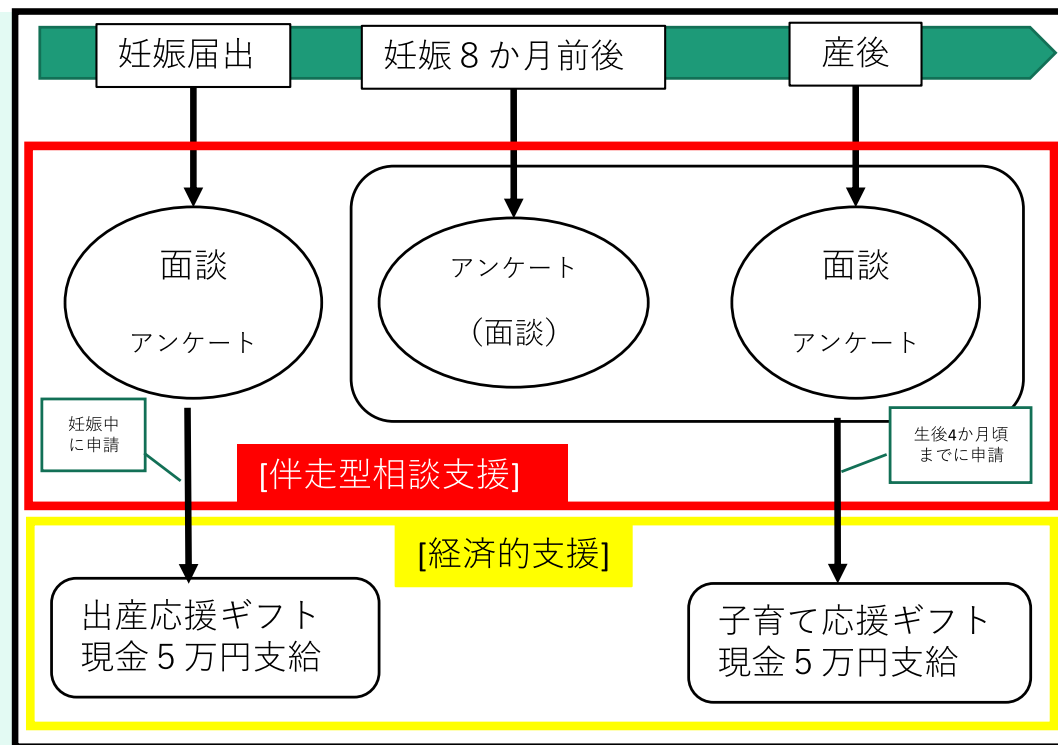 妊娠届出
妊娠８か月前後
産後
面談
アンケート
アンケート
（面談）
面談
アンケート
妊娠中
に申請
生後4か月頃
までに申請
[伴走型相談支援]
[経済的支援]
出産応援ギフト
現金５万円支給
子育て応援ギフト
現金５万円支給